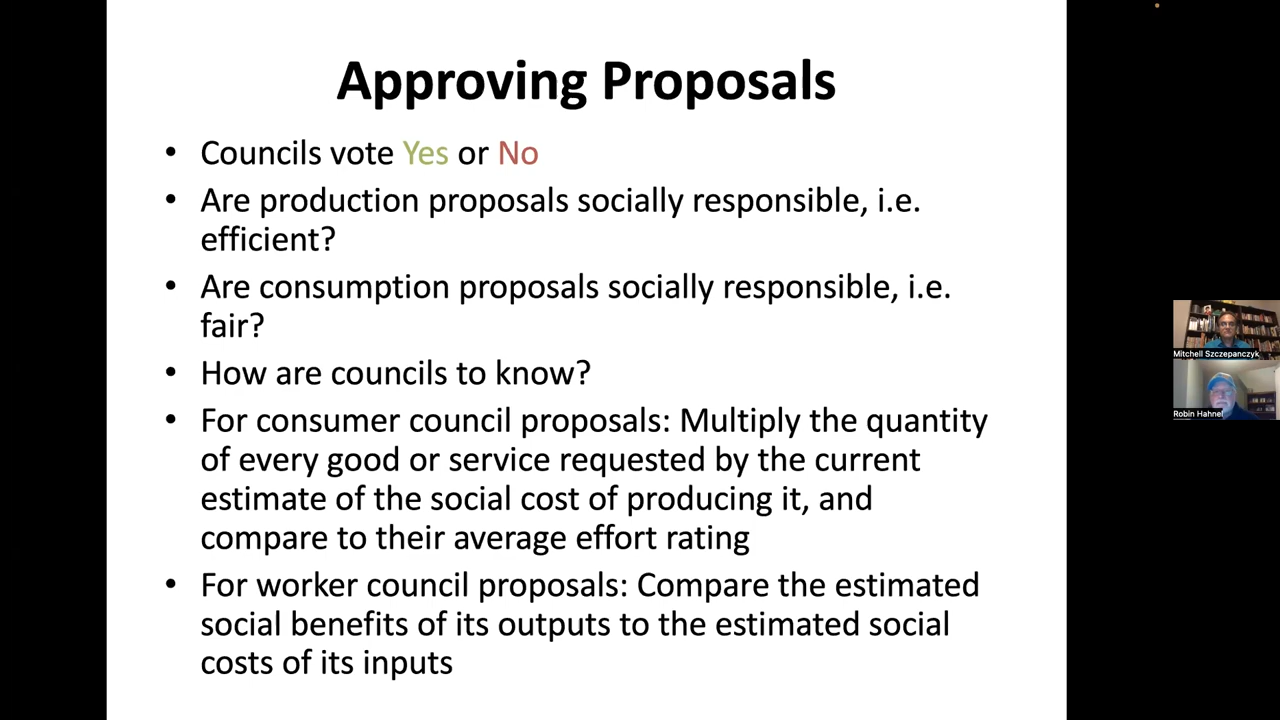 Approving Proposals
• Councils vote Yes or No
• Are production proposals socially responsible, i.e.
efficient?
• Are consumption proposals socially responsible, i.e.
fair?
• How are councils to know?
• For consumer council proposals: Multiply the quantity
of every good or service requested by the current
estimate of the social cost of producing it, and
compare to their average effort rating
• For worker council proposals: Compare the estimated
social benefits of its outputs to the estimated social
costs of its inputs
Mitchell Szczepanczyk
Robin Hahnel